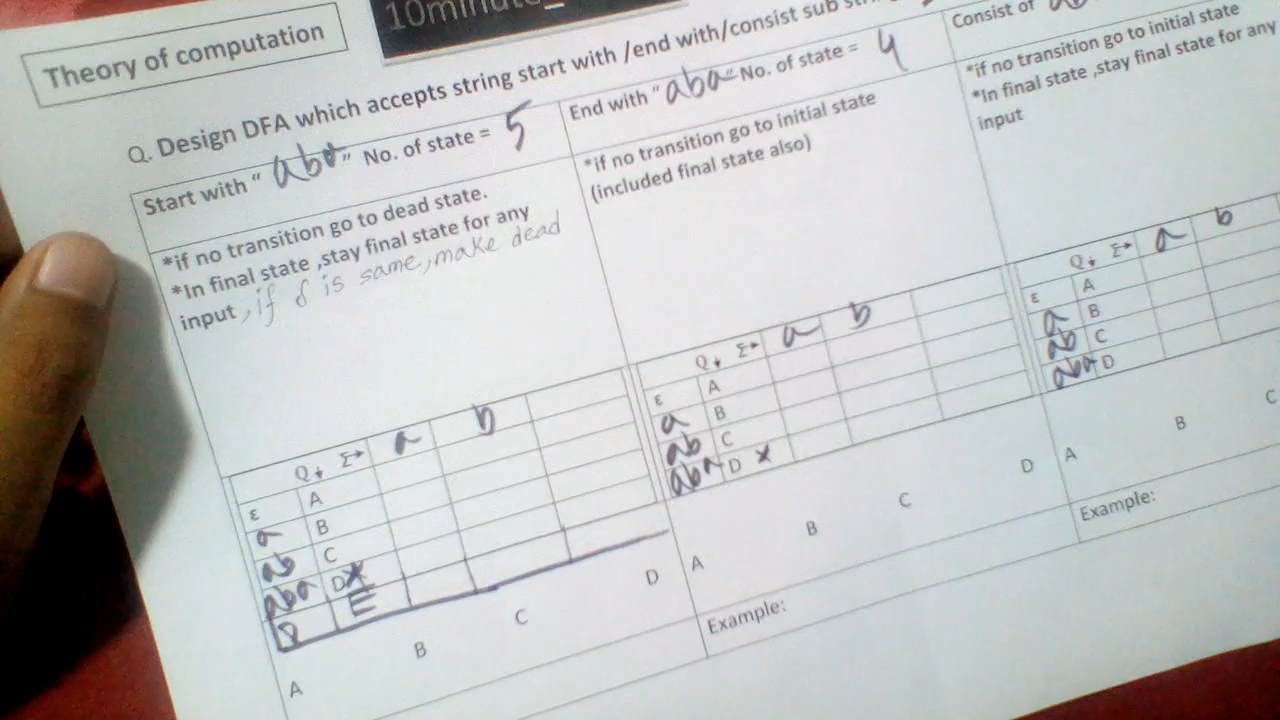 10minute_
Theory of computation
Q. Design DFA which accepts string start with /end with/consist sub
Start with “ aba ” No. of state = 5
*if no transition go to dead state.
*In final state ,stay final state for any
input , if δ is same, make dead
Q↓ Σ→ a b
ε A
a B
ab C
aba D *
E
A B C D
End with “ aba ” No. of state = 4
*if no transition go to initial state
(included final state also)
Q↓ Σ→ a b
ε A
a B
ab C
aba D *
A B C D
Example:
Consist of
*if no transition go to initial state
*In final state ,stay final state for any
input
Q↓ Σ→ a b
ε A
a B
ab C
aba D
A B C
Example: